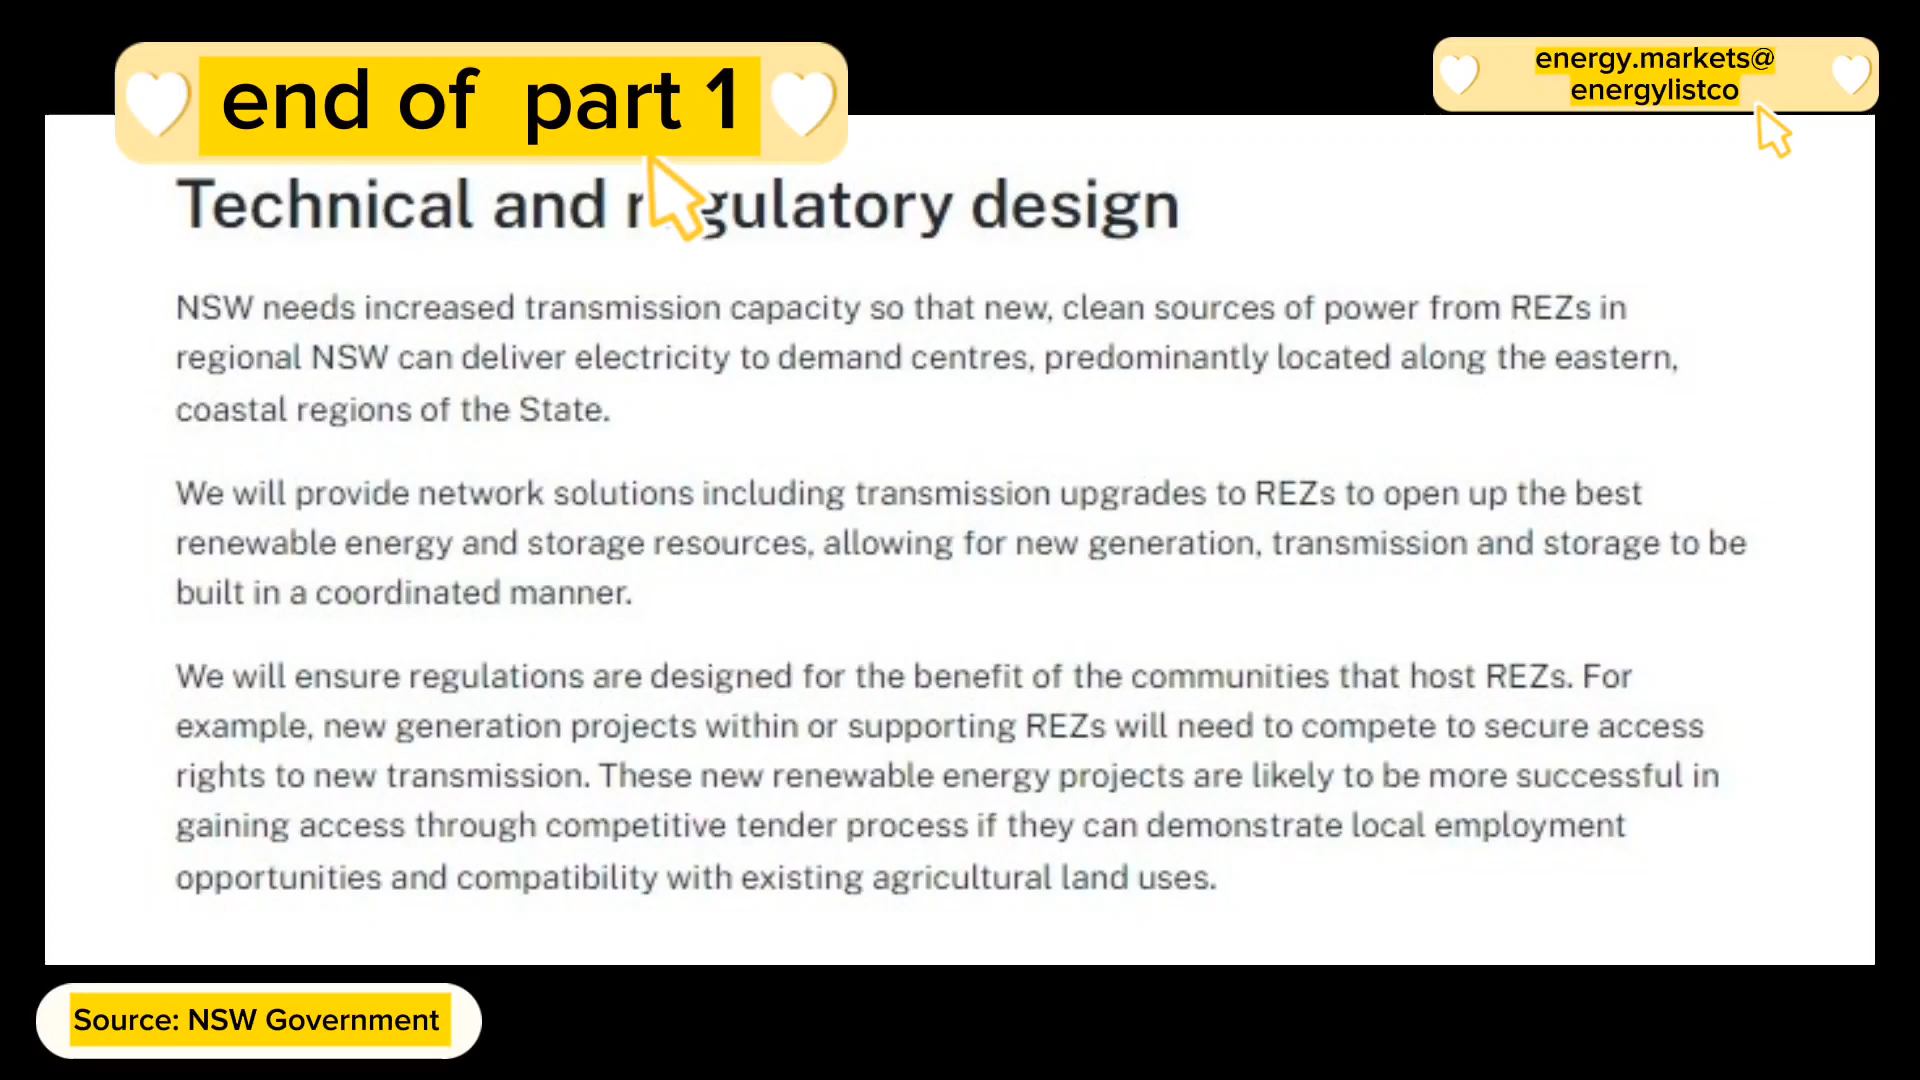 end of part 1
energy.markets@
energylistco
Technical and regulatory design
NSW needs increased transmission capacity so that new, clean sources of power from REZs in
regional NSW can deliver electricity to demand centres, predominantly located along the eastern,
coastal regions of the State.
We will provide network solutions including transmission upgrades to REZs to open up the best
renewable energy and storage resources, allowing for new generation, transmission and storage to be
built in a coordinated manner.
We will ensure regulations are designed for the benefit of the communities that host REZs. For
example, new generation projects within or supporting REZs will need to compete to secure access
rights to new transmission. These new renewable energy projects are likely to be more successful in
gaining access through competitive tender process if they can demonstrate local employment
opportunities and compatibility with existing agricultural land uses.
Source: NSW Government